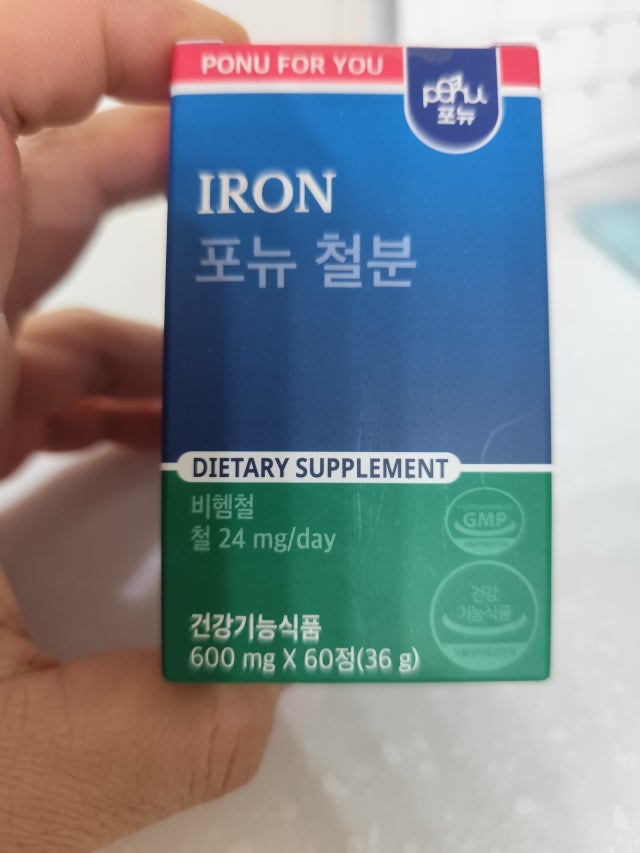 PONU FOR YOU
ponu
포뉴
IRON
포뉴 철분
DIETARY SUPPLEMENT
비헴철
철 24 mg/day
GMP
건강
기능식품
건강기능식품
600 mg X 60정(36 g)